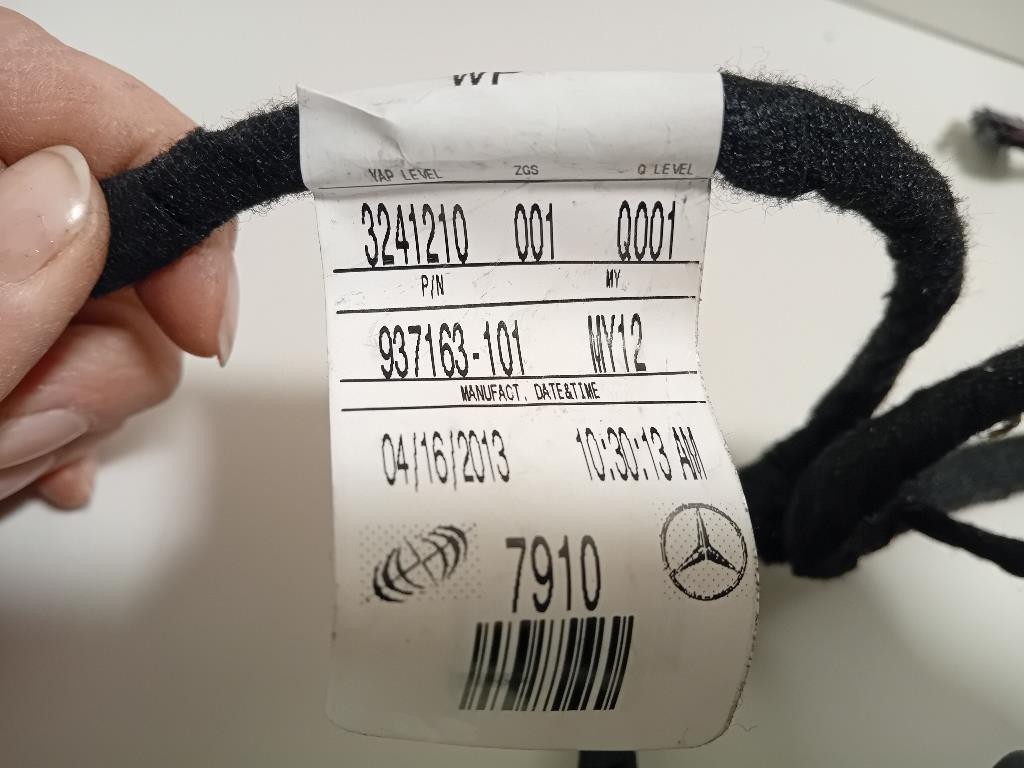 YAP LEVEL ZGS Q LEVEL
3241210 001 Q001
P/N MY
937163-101 MY12
MANUFACT. DATE&TIME
04/16/2013 10:30:13 AM
7910